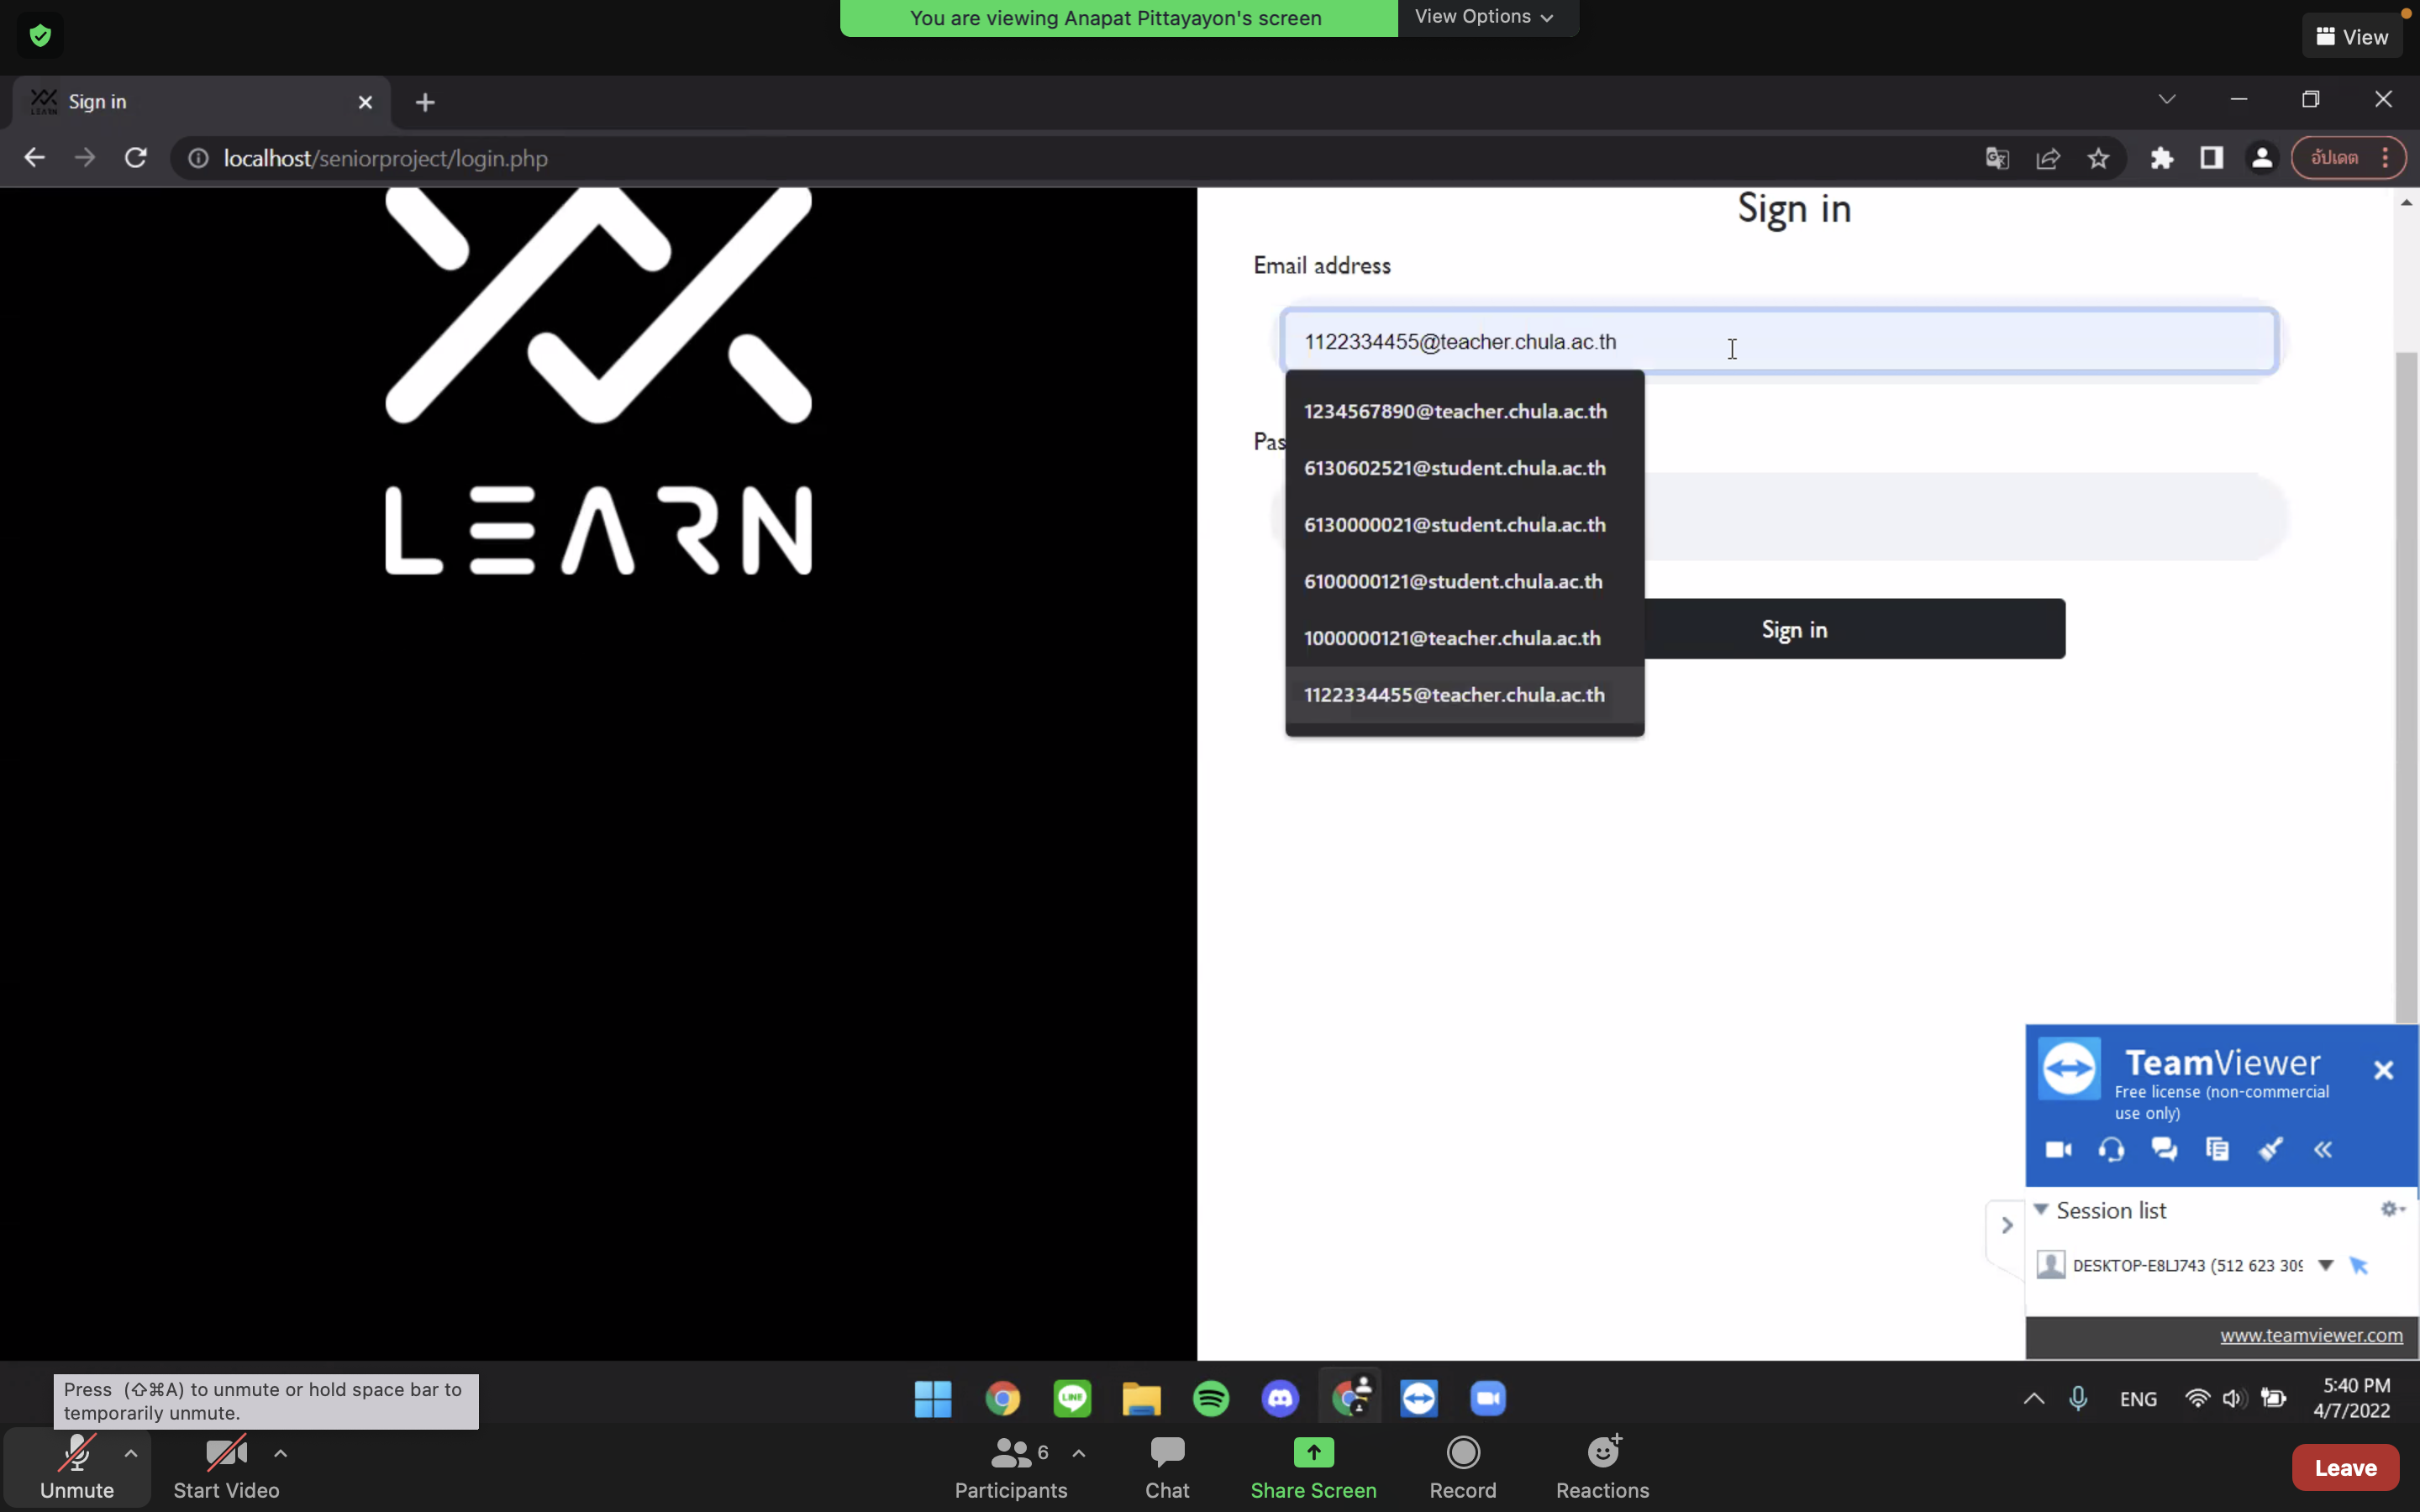 You are viewing Anapat Pittayayon's screen
View Options
View
LEARN
Sign in
localhost/seniorproject/login.php
อัปเดต
LEARN
Sign in
Email address
1122334455@teacher.chula.ac.th
1234567890@teacher.chula.ac.th
Pas
6130602521@student.chula.ac.th
6130000021@student.chula.ac.th
6100000121@student.chula.ac.th
Sign in
1000000121@teacher.chula.ac.th
1122334455@teacher.chula.ac.th
TeamViewer
Free license (non-commercial
use only)
Session list
DESKTOP-E8LJ743 (512 623 309
www.teamviewer.com
Press (⇧⌘A) to unmute or hold space bar to
temporarily unmute.
LINE
ENG
5:40 PM
4/7/2022
Unmute
Start Video
6
Participants
Chat
Share Screen
Record
Reactions
Leave